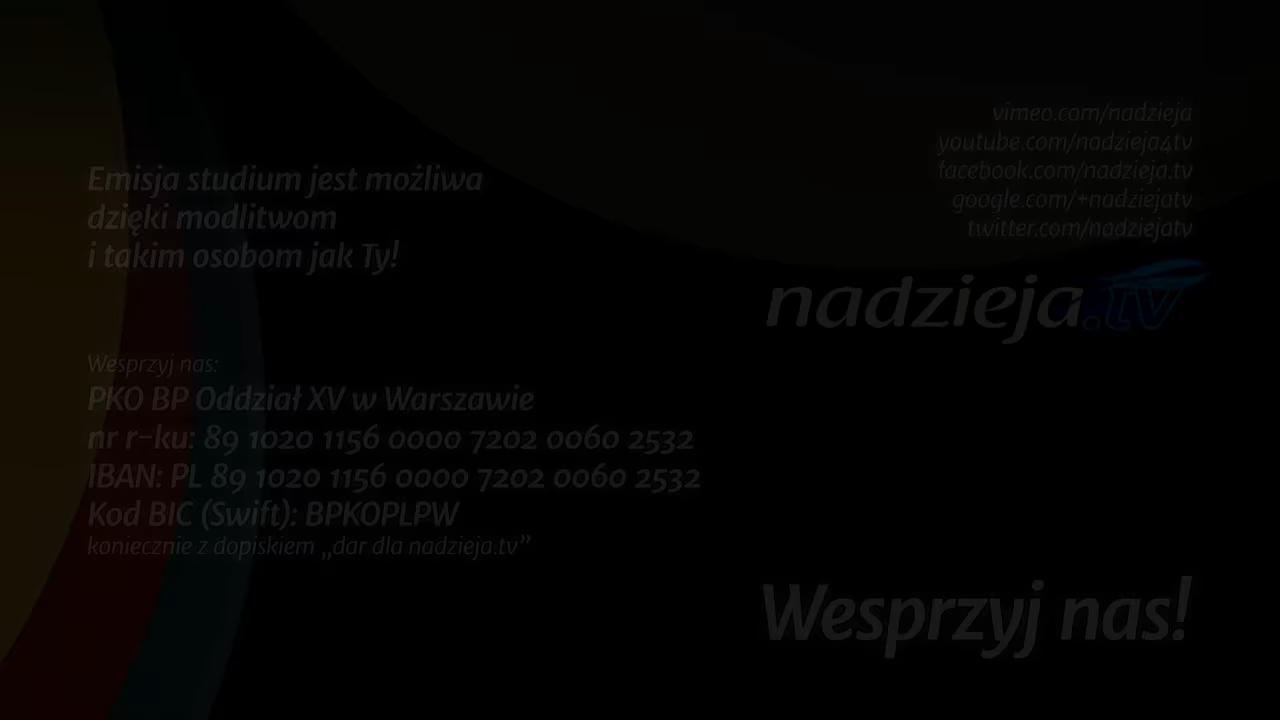 Emisja studium jest możliwa
dzięki modlitwom
i takim osobom jak Ty!
Wesprzyj nas:
PKO BP Oddział XV w Warszawie
nr r-ku: 89 1020 1156 0000 7202 0060 2532
IBAN: PL 89 1020 1156 0000 7202 0060 2532
Kod BIC (Swift): BPKOPLPW
koniecznie z dopiskiem „dar dla nadzieja.tv”
vimeo.com/nadzieja
youtube.com/nadzieja4tv
facebook.com/nadzieja.tv
google.com/+nadziejatv
twitter.com/nadziejatv
nadzieja.tv
Wesprzyj nas!